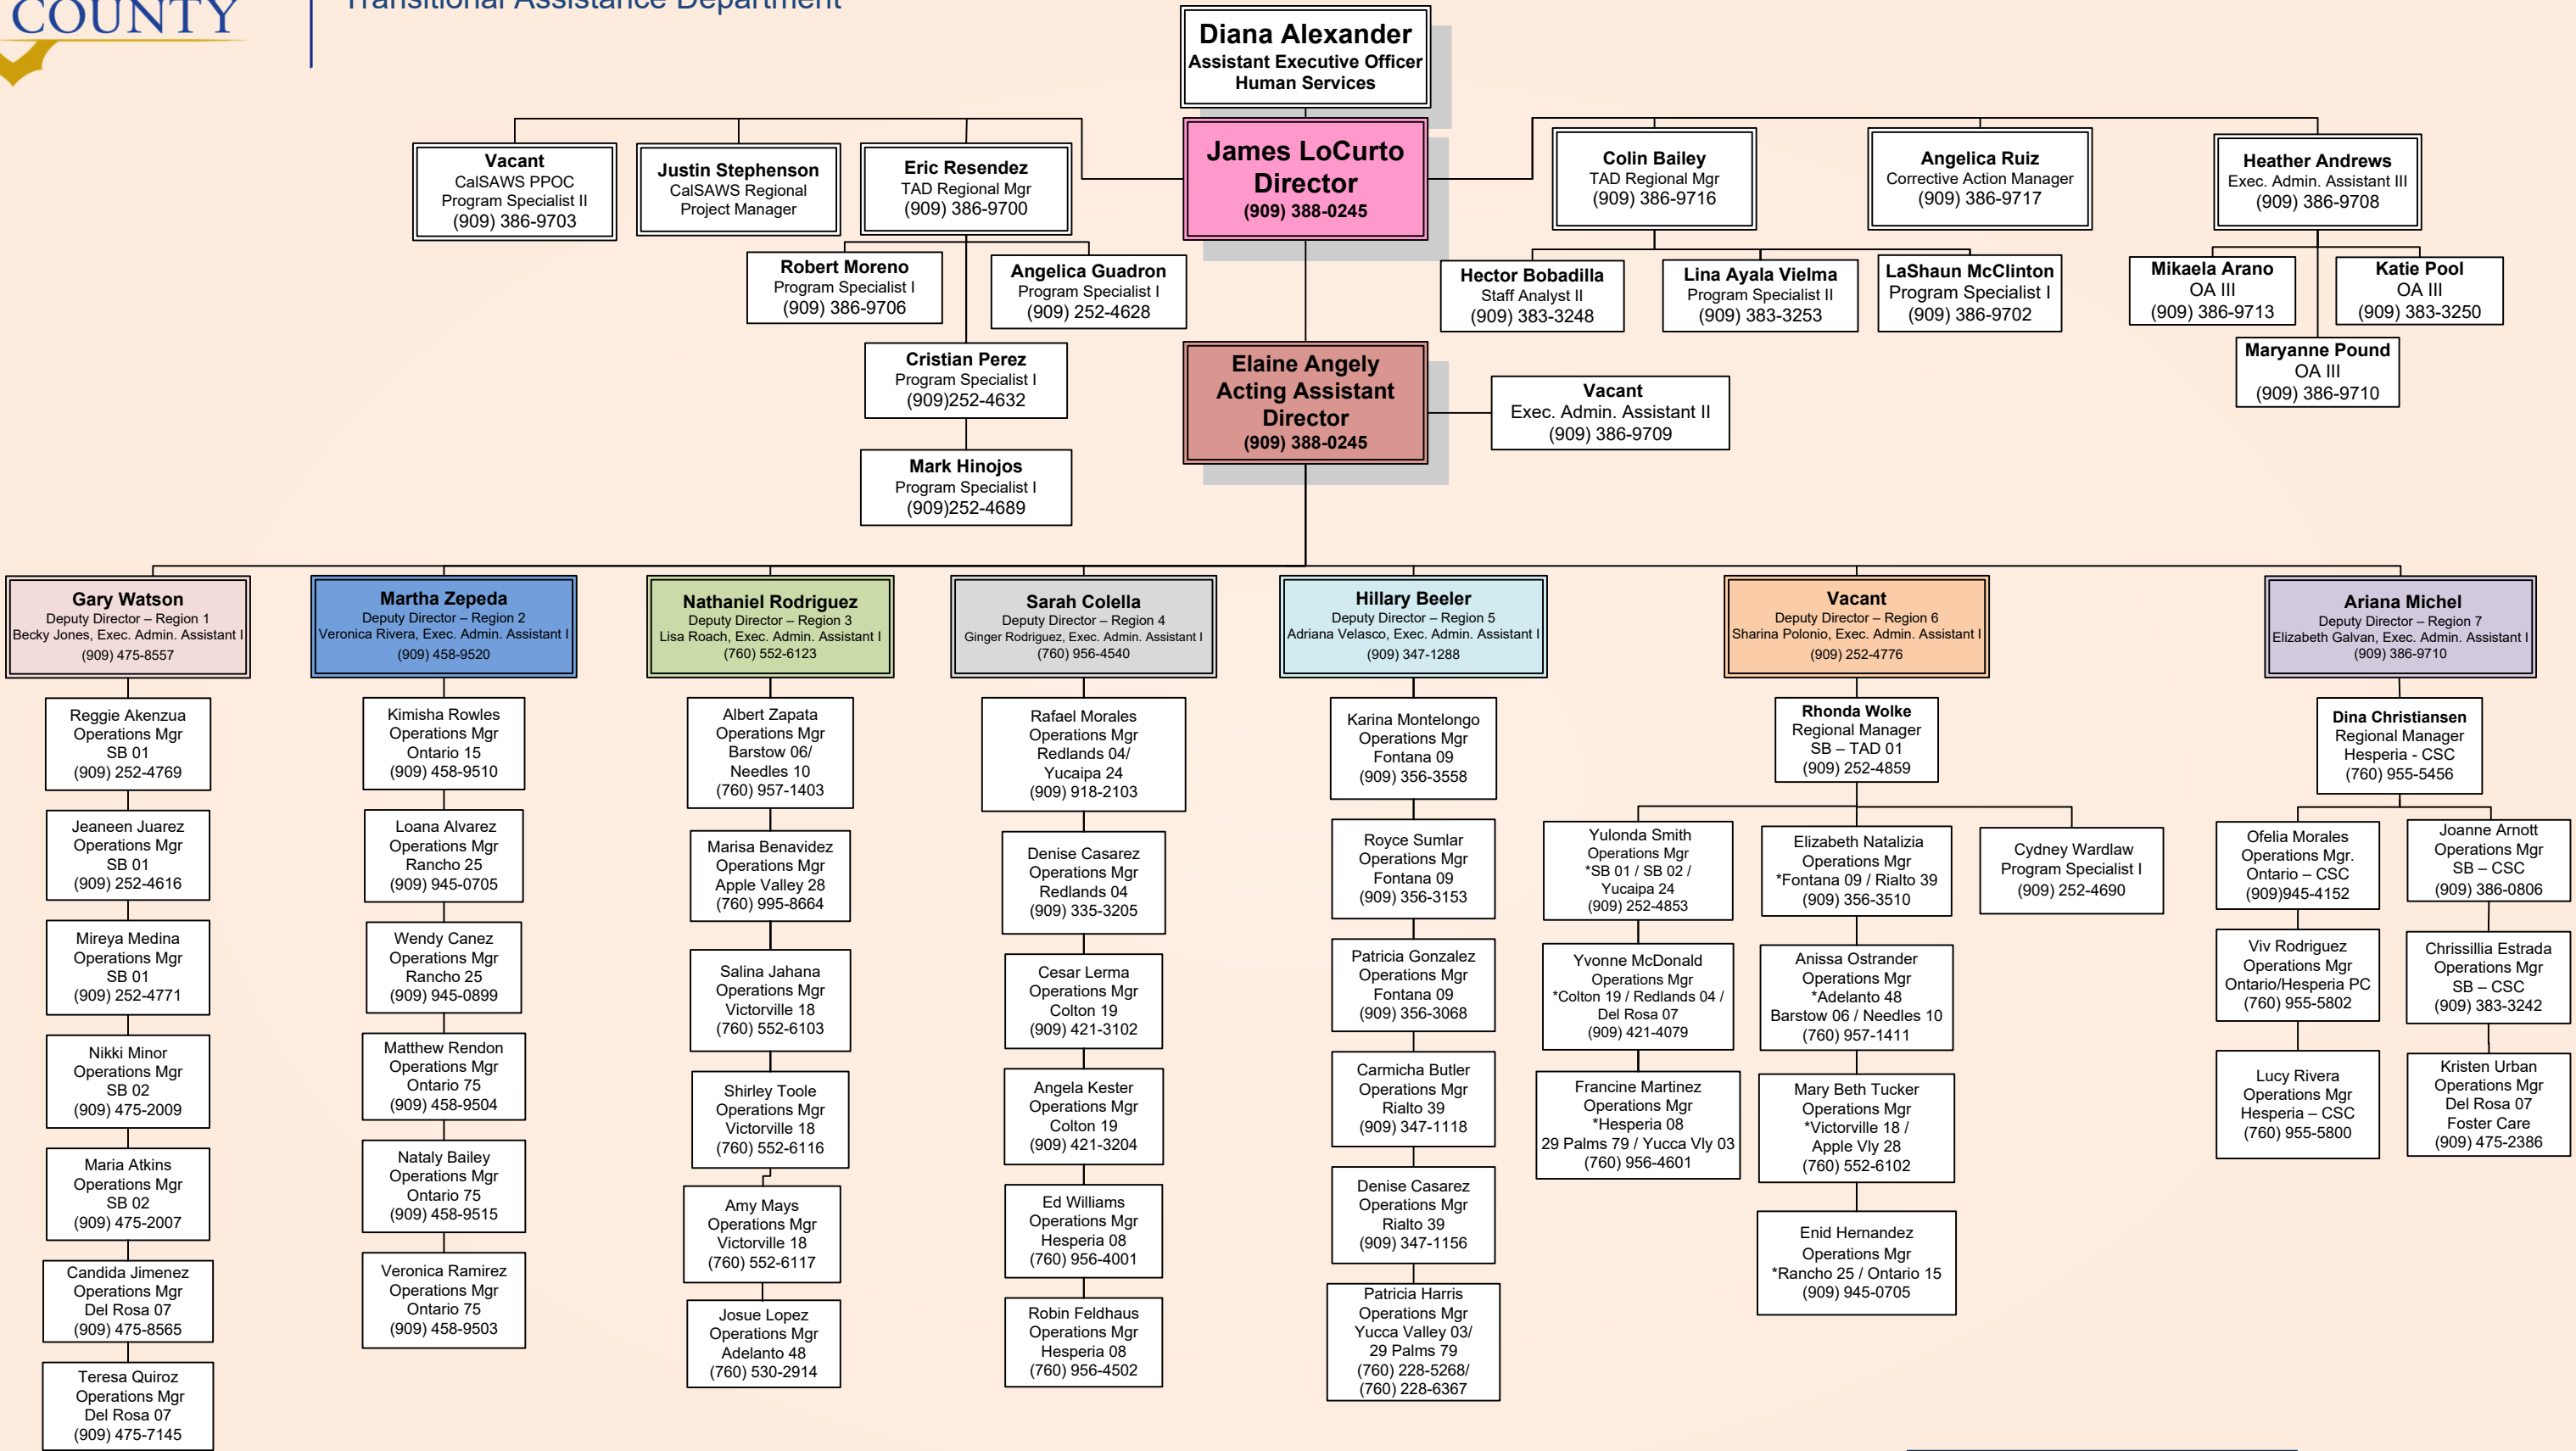 COUNTY
Transitional Assistance Department
Diana Alexander
Assistant Executive Officer
Human Services
Vacant
CalSAWS PPOC
Program Specialist II
(909) 386-9703
Justin Stephenson
CalSAWS Regional
Project Manager
Eric Resendez
TAD Regional Mgr
(909) 386-9700
James LoCurto
Director
(909) 388-0245
Colin Bailey
TAD Regional Mgr
(909) 386-9716
Angelica Ruiz
Corrective Action Manager
(909) 386-9717
Heather Andrews
Exec. Admin. Assistant III
(909) 386-9708
Robert Moreno
Program Specialist I
(909) 386-9706
Angelica Guadron
Program Specialist I
(909) 252-4628
Hector Bobadilla
Staff Analyst II
(909) 383-3248
Lina Ayala Vielma
Program Specialist II
(909) 383-3253
LaShaun McClinton
Program Specialist I
(909) 386-9702
Mikaela Arano
OA III
(909) 386-9713
Katie Pool
OA III
(909) 383-3250
Maryanne Pound
OA III
(909) 386-9710
Cristian Perez
Program Specialist I
(909)252-4632
Elaine Angely
Acting Assistant
Director
(909) 388-0245
Vacant
Exec. Admin. Assistant II
(909) 386-9709
Mark Hinojos
Program Specialist I
(909)252-4689
Gary Watson
Deputy Director – Region 1
Becky Jones, Exec. Admin. Assistant I
(909) 475-8557
Martha Zepeda
Deputy Director – Region 2
Veronica Rivera, Exec. Admin. Assistant I
(909) 458-9520
Nathaniel Rodriguez
Deputy Director – Region 3
Lisa Roach, Exec. Admin. Assistant I
(760) 552-6123
Sarah Colella
Deputy Director – Region 4
Ginger Rodriguez, Exec. Admin. Assistant I
(760) 956-4540
Hillary Beeler
Deputy Director – Region 5
Adriana Velasco, Exec. Admin. Assistant I
(909) 347-1288
Vacant
Deputy Director – Region 6
Sharina Polonio, Exec. Admin. Assistant I
(909) 252-4776
Ariana Michel
Deputy Director – Region 7
Elizabeth Galvan, Exec. Admin. Assistant I
(909) 386-9710
Reggie Akenzua
Operations Mgr
SB 01
(909) 252-4769
Jeaneen Juarez
Operations Mgr
SB 01
(909) 252-4616
Mireya Medina
Operations Mgr
SB 01
(909) 252-4771
Nikki Minor
Operations Mgr
SB 02
(909) 475-2009
Maria Atkins
Operations Mgr
SB 02
(909) 475-2007
Candida Jimenez
Operations Mgr
Del Rosa 07
(909) 475-8565
Teresa Quiroz
Operations Mgr
Del Rosa 07
(909) 475-7145
Kimisha Rowles
Operations Mgr
Ontario 15
(909) 458-9510
Loana Alvarez
Operations Mgr
Rancho 25
(909) 945-0705
Wendy Canez
Operations Mgr
Rancho 25
(909) 945-0899
Matthew Rendon
Operations Mgr
Ontario 75
(909) 458-9504
Nataly Bailey
Operations Mgr
Ontario 75
(909) 458-9515
Veronica Ramirez
Operations Mgr
Ontario 75
(909) 458-9503
Albert Zapata
Operations Mgr
Barstow 06/
Needles 10
(760) 957-1403
Marisa Benavidez
Operations Mgr
Apple Valley 28
(760) 995-8664
Salina Jahana
Operations Mgr
Victorville 18
(760) 552-6103
Shirley Toole
Operations Mgr
Victorville 18
(760) 552-6116
Amy Mays
Operations Mgr
Victorville 18
(760) 552-6117
Josue Lopez
Operations Mgr
Adelanto 48
(760) 530-2914
Rafael Morales
Operations Mgr
Redlands 04/
Yucaipa 24
(909) 918-2103
Denise Casarez
Operations Mgr
Redlands 04
(909) 335-3205
Cesar Lerma
Operations Mgr
Colton 19
(909) 421-3102
Angela Kester
Operations Mgr
Colton 19
(909) 421-3204
Ed Williams
Operations Mgr
Hesperia 08
(760) 956-4001
Robin Feldhaus
Operations Mgr
Hesperia 08
(760) 956-4502
Karina Montelongo
Operations Mgr
Fontana 09
(909) 356-3558
Royce Sumlar
Operations Mgr
Fontana 09
(909) 356-3153
Patricia Gonzalez
Operations Mgr
Fontana 09
(909) 356-3068
Carmicha Butler
Operations Mgr
Rialto 39
(909) 347-1118
Denise Casarez
Operations Mgr
Rialto 39
(909) 347-1156
Patricia Harris
Operations Mgr
Yucca Valley 03/
29 Palms 79
(760) 228-5268/
(760) 228-6367
Rhonda Wolke
Regional Manager
SB – TAD 01
(909) 252-4859
Yulonda Smith
Operations Mgr
*SB 01 / SB 02 /
Yucaipa 24
(909) 252-4853
Yvonne McDonald
Operations Mgr
*Colton 19 / Redlands 04 /
Del Rosa 07
(909) 421-4079
Francine Martinez
Operations Mgr
*Hesperia 08
29 Palms 79 / Yucca Vly 03
(760) 956-4601
Elizabeth Natalizia
Operations Mgr
*Fontana 09 / Rialto 39
(909) 356-3510
Anissa Ostrander
Operations Mgr
*Adelanto 48
Barstow 06 / Needles 10
(760) 957-1411
Mary Beth Tucker
Operations Mgr
*Victorville 18 /
Apple Vly 28
(760) 552-6102
Enid Hernandez
Operations Mgr
*Rancho 25 / Ontario 15
(909) 945-0705
Cydney Wardlaw
Program Specialist I
(909) 252-4690
Dina Christiansen
Regional Manager
Hesperia - CSC
(760) 955-5456
Ofelia Morales
Operations Mgr.
Ontario – CSC
(909)945-4152
Viv Rodriguez
Operations Mgr
Ontario/Hesperia PC
(760) 955-5802
Lucy Rivera
Operations Mgr
Hesperia – CSC
(760) 955-5800
Joanne Arnott
Operations Mgr
SB – CSC
(909) 386-0806
Chrissillia Estrada
Operations Mgr
SB – CSC
(909) 383-3242
Kristen Urban
Operations Mgr
Del Rosa 07
Foster Care
(909) 475-2386